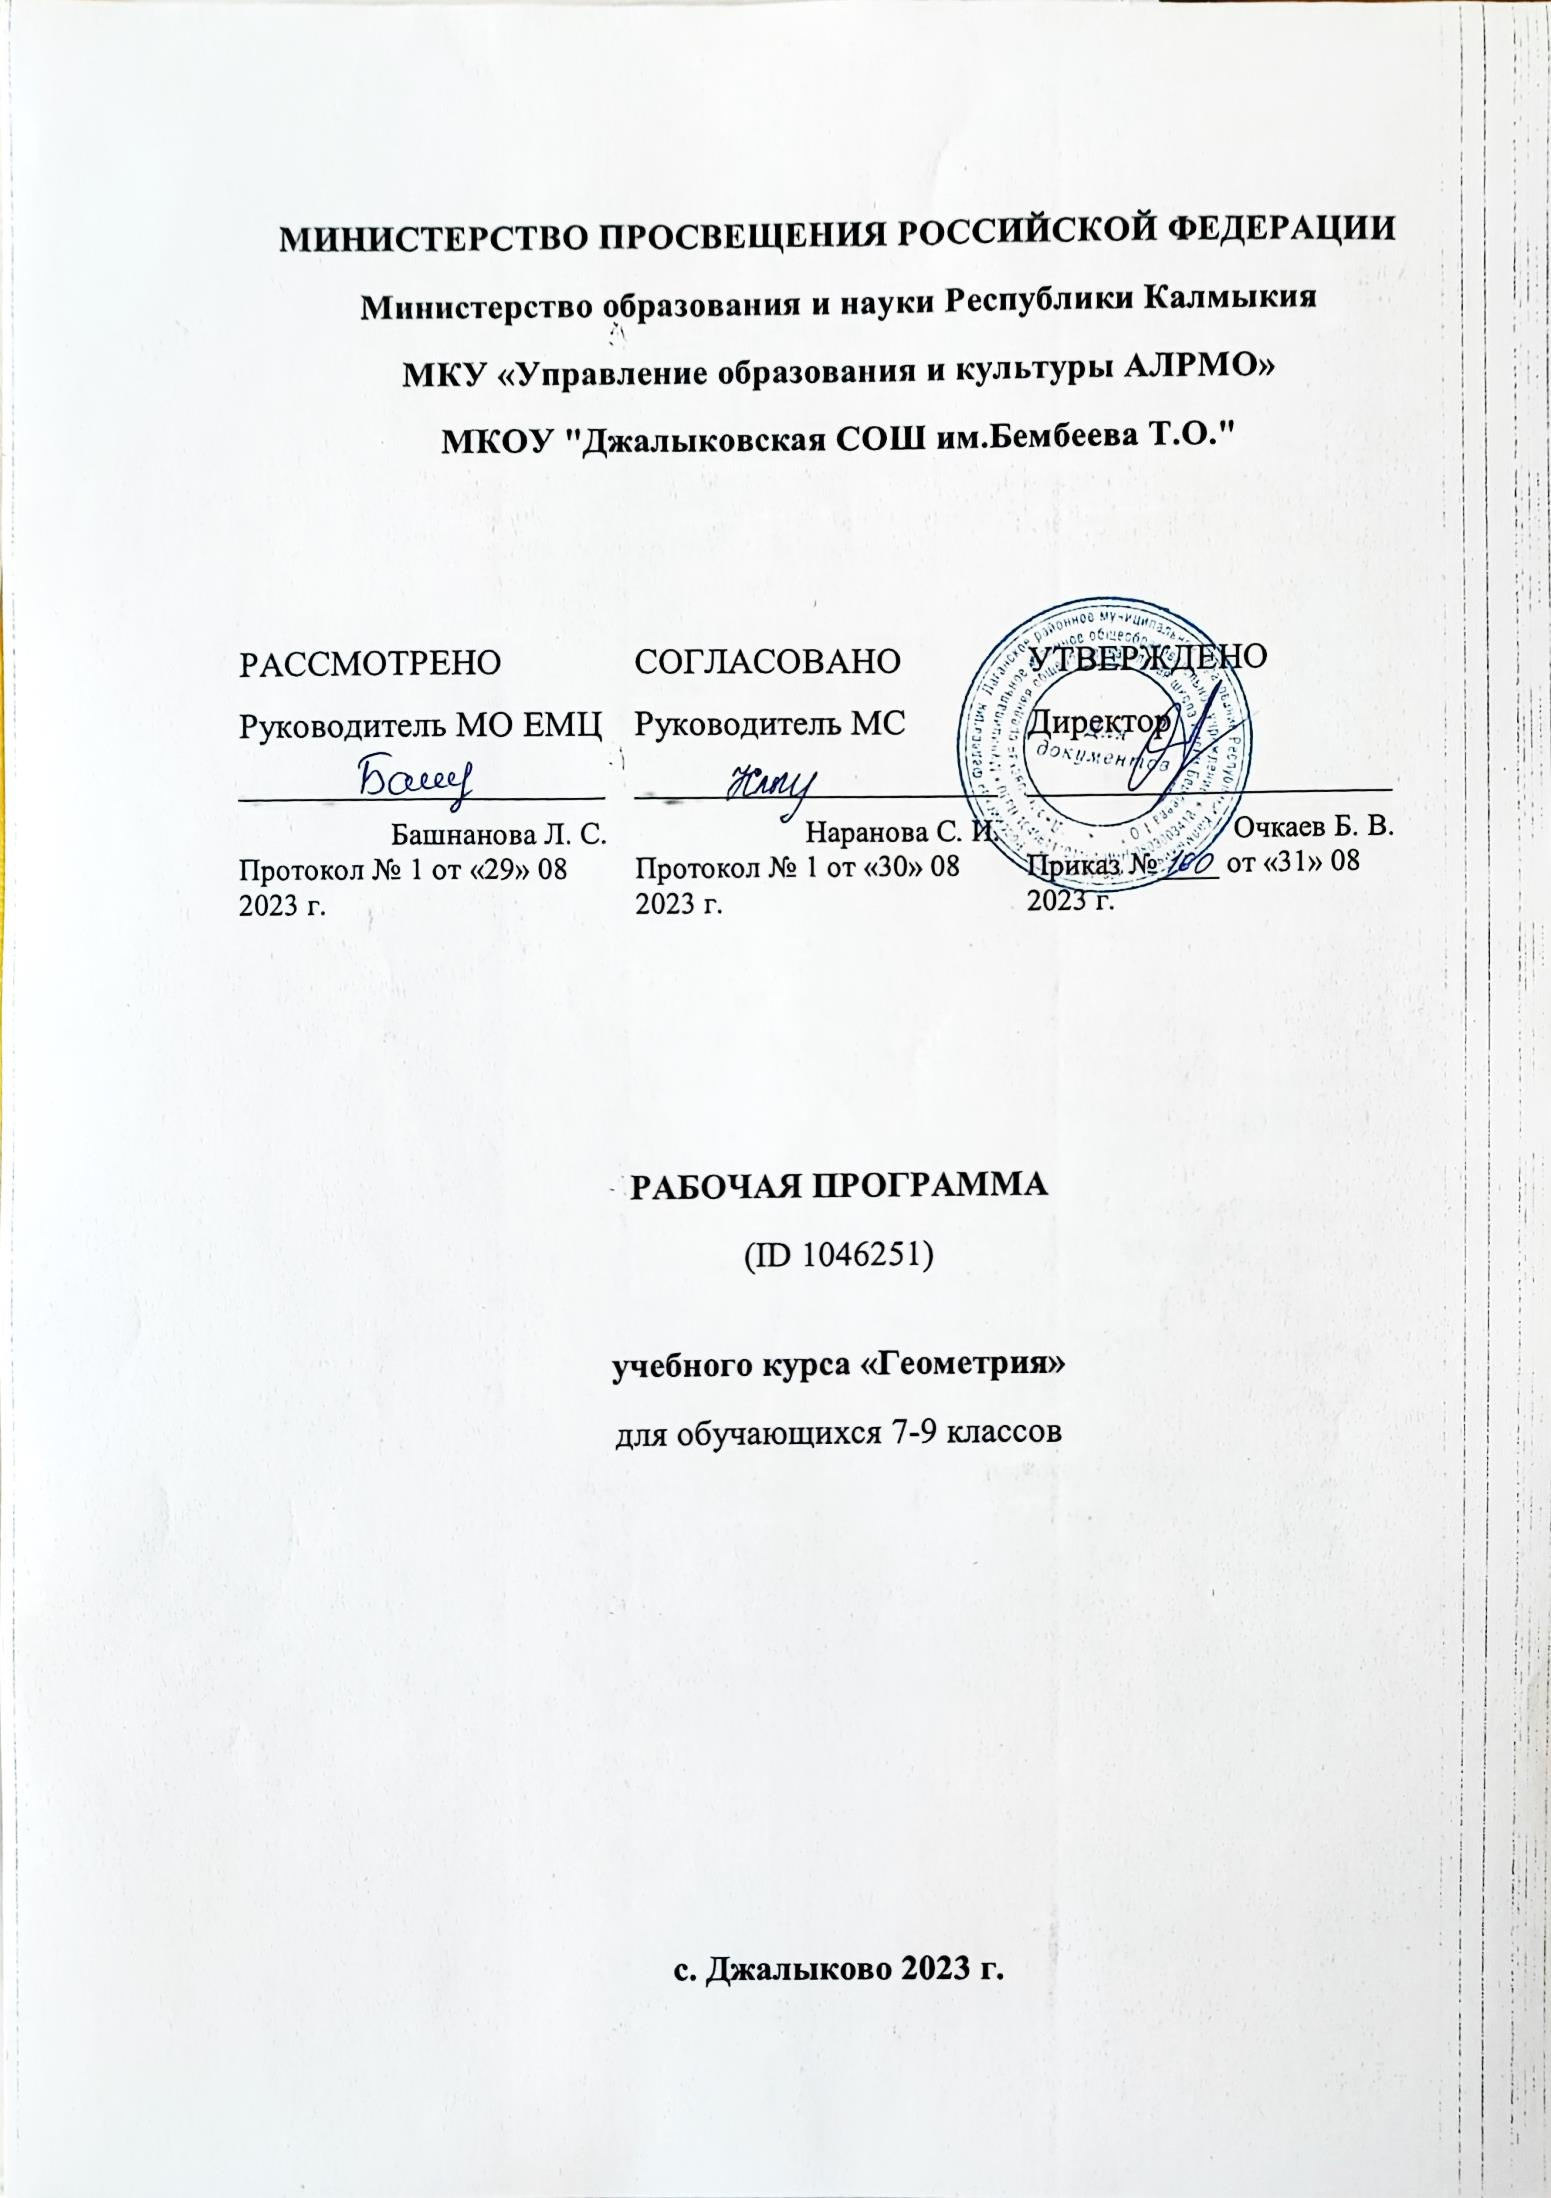 МИНИСТЕРСТВО ПРОСВЕЩЕНИЯ РОССИЙСКОЙ ФЕДЕРАЦИИ
Министерство образования и науки Республики Калмыкия
МКУ «Управление образования и культуры АЛРМО»
МКОУ "Джалыковская СОШ им.Бембеева Т.О."
РАССМОТРЕНО
Руководитель МО ЕМЦ
Башнанова Л. С.
Протокол № 1 от «29» 08
2023 г.
СОГЛАСОВАНО
Руководитель МС
Наранова С. И.
Протокол № 1 от «30» 08
2023 г.
УТВЕРЖДЕНО
Директор
Очкаев Б. В.
Приказ № 160 от «31» 08
2023 г.
Для
документов
РАБОЧАЯ ПРОГРАММА
(ID 1046251)
учебного курса «Геометрия»
для обучающихся 7-9 классов
с. Джалыково 2023 г.